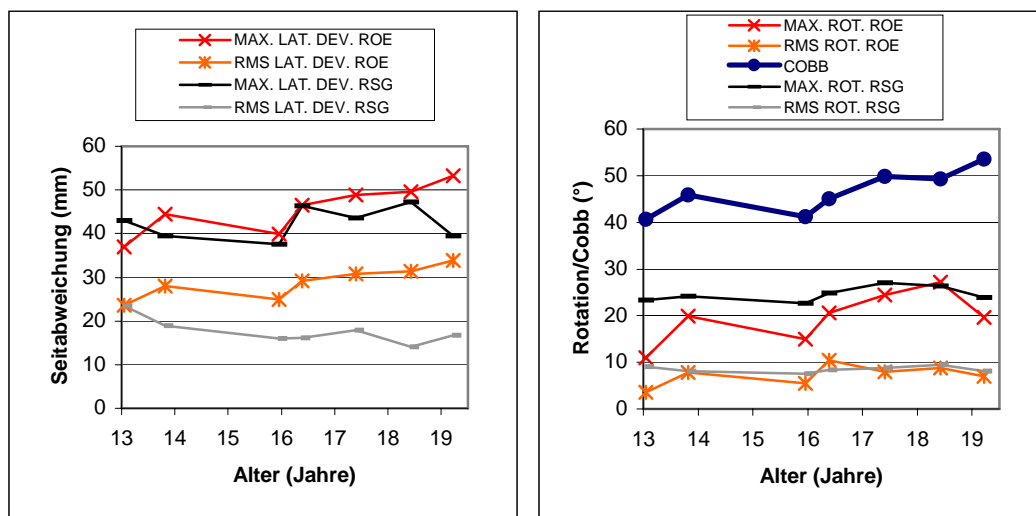 MAX. LAT. DEV. ROE
RMS LAT. DEV. ROE
MAX. LAT. DEV. RSG
RMS LAT. DEV. RSG
Seitabweichung (mm)
60
50
40
30
20
10
0
13 14 15 16 17 18 19
Alter (Jahre)
MAX. ROT. ROE
RMS ROT. ROE
COBB
MAX. ROT. RSG
RMS ROT. RSG
Rotation/Cobb (°)
60
50
40
30
20
10
0
13 14 15 16 17 18 19
Alter (Jahre)